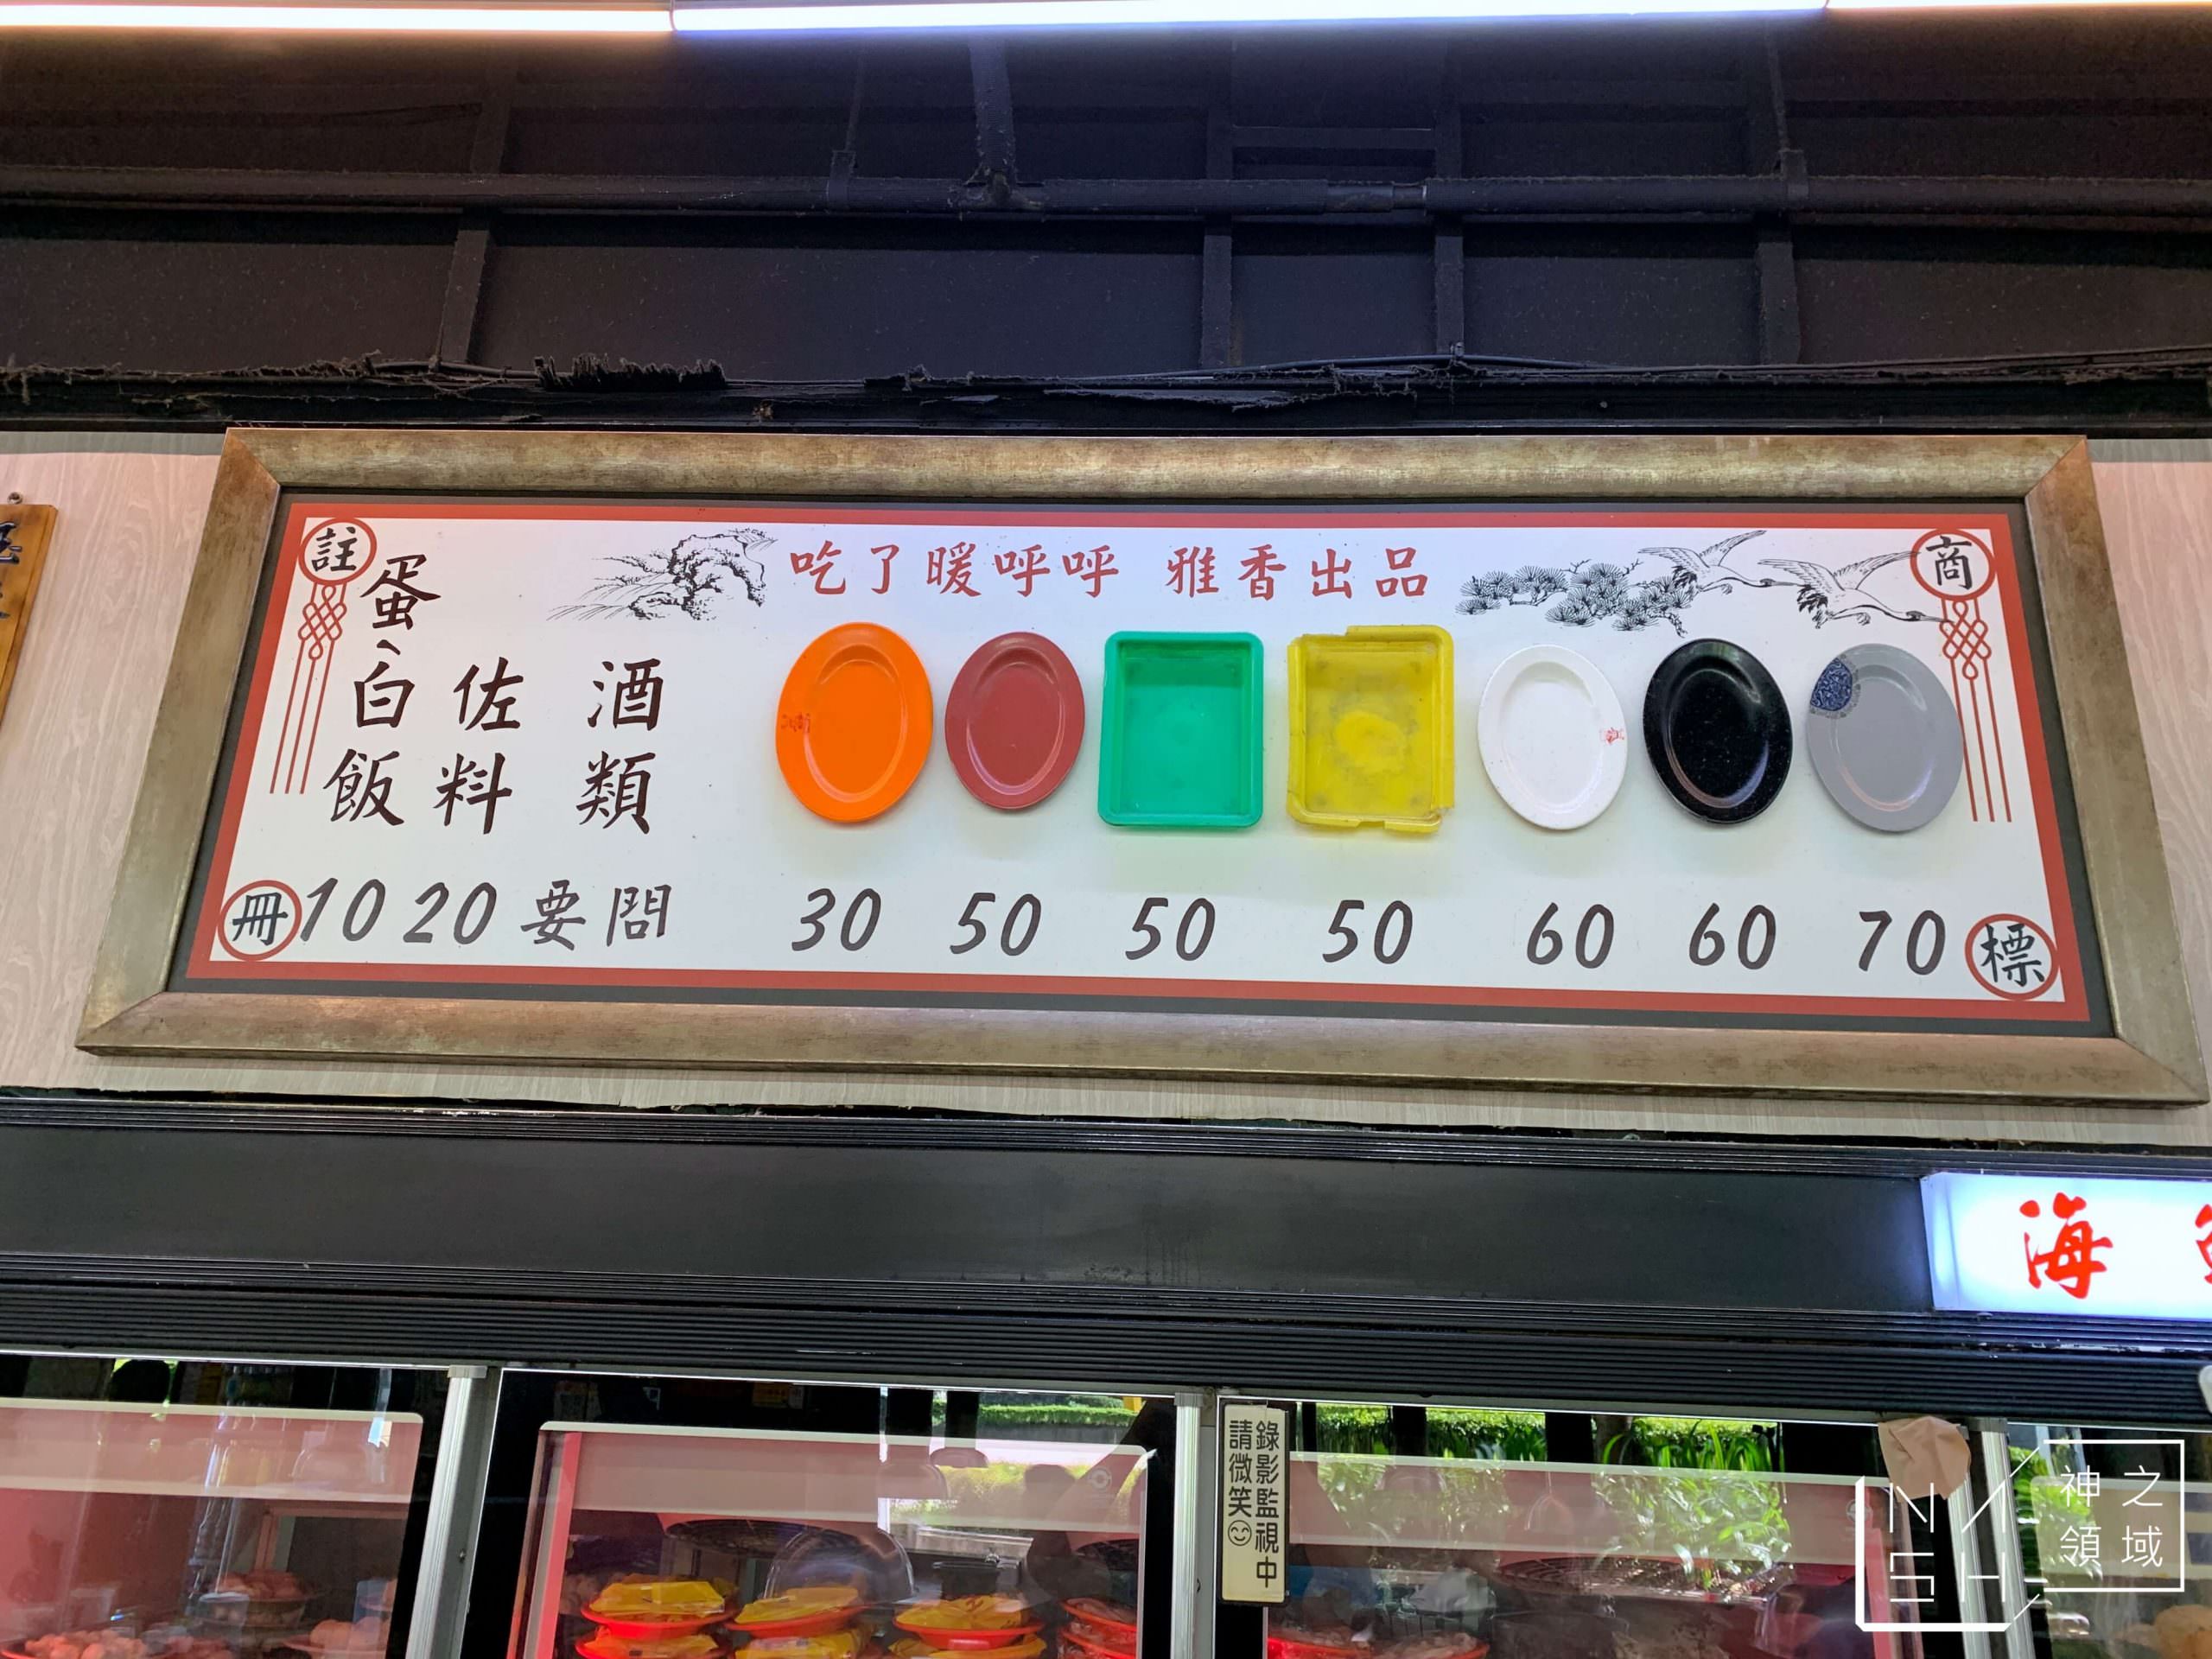 註
商
吃了暖呼呼 雅香出品
蛋、白飯
佐料
酒類
10 20 要問 30 50 50 50 60 60 70
冊
標
海
錄影監視中
請微笑
NASH
神之領域